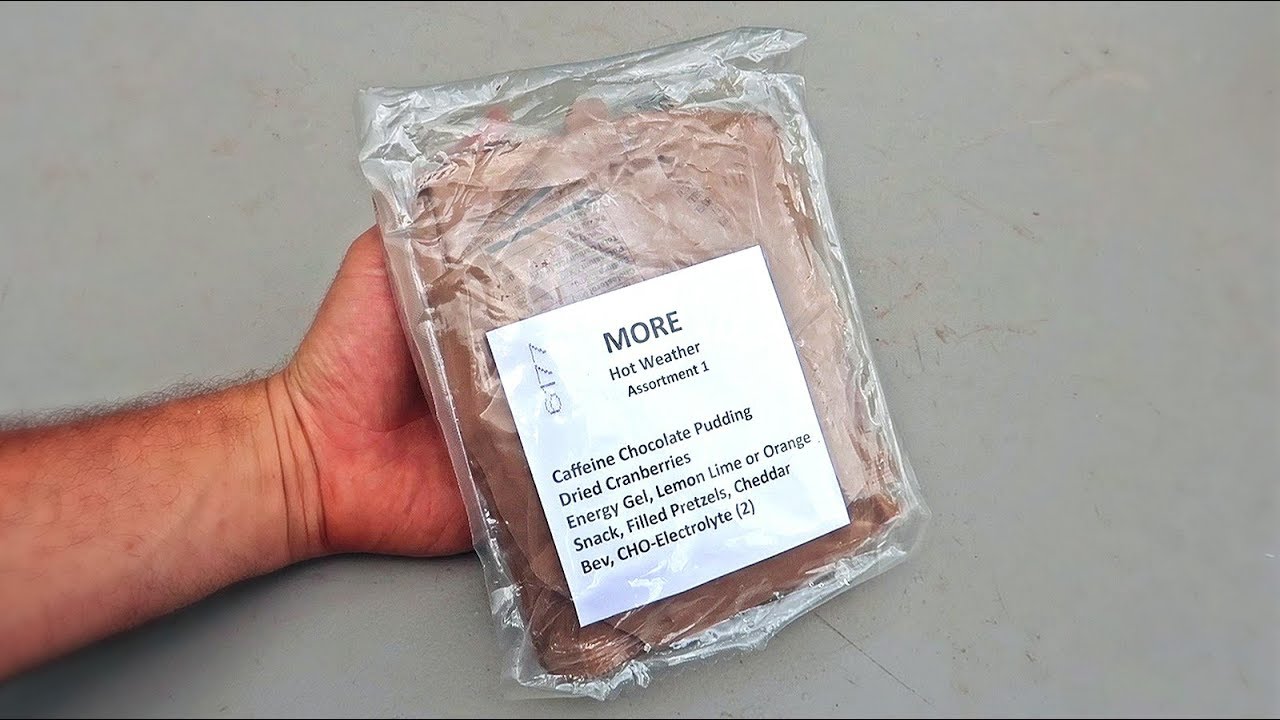 MORE
Hot Weather
Assortment 1
6177
Caffeine Chocolate Pudding
Dried Cranberries
Energy Gel, Lemon Lime or Orange
Snack, Filled Pretzels, Cheddar
Bev, CHO-Electrolyte (2)